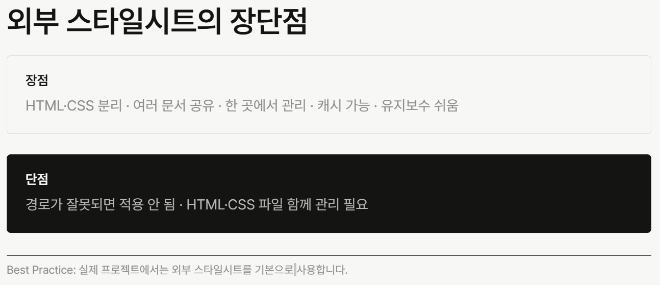 외부 스타일시트의 장단점
장점
HTML·CSS 분리 · 여러 문서 공유 · 한 곳에서 관리 · 캐시 가능 · 유지보수 쉬움
단점
경로가 잘못되면 적용 안 됨 · HTML·CSS 파일 함께 관리 필요
Best Practice: 실제 프로젝트에서는 외부 스타일시트를 기본으로 사용합니다.